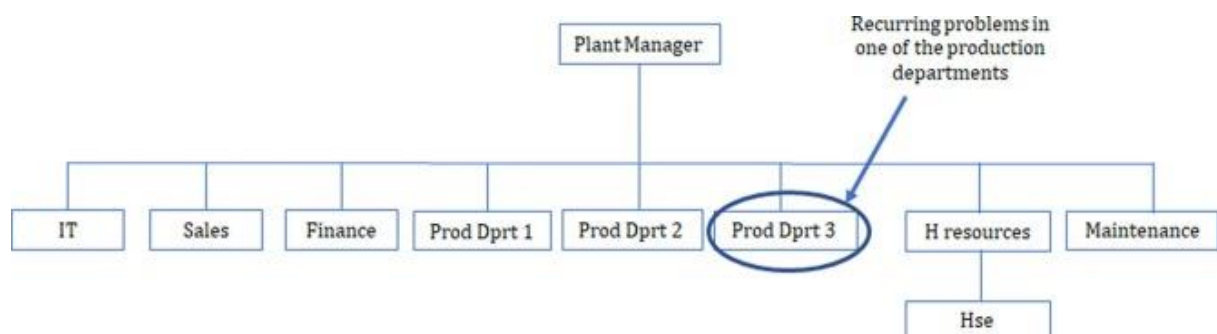 Plant Manager
Recurring problems in
one of the production
departments
IT
Sales
Finance
Prod Dprt 1
Prod Dprt 2
Prod Dprt 3
H resources
Maintenance
Hse